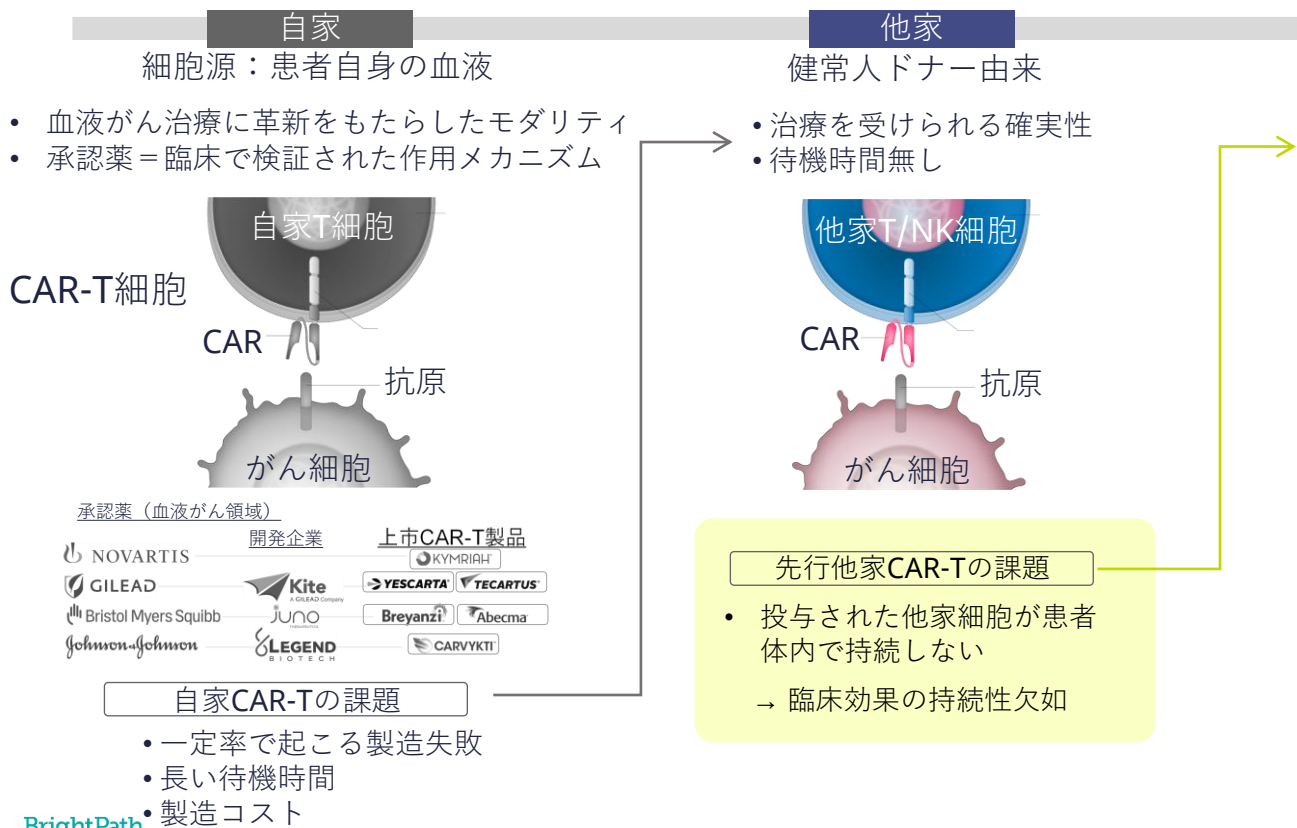 自家
細胞源：患者自身の血液
• 血液がん治療に革新をもたらしたモダリティ
• 承認薬＝臨床で検証された作用メカニズム
自家T細胞
CAR-T細胞
CAR
抗原
がん細胞
承認薬（血液がん領域）
開発企業
上市CAR-T製品
NOVARTIS
KYMRIAH
GILEAD
Kite
A GILEAD Company
YESCARTA
TECARTUS
Bristol Myers Squibb
JUNO
THERAPEUTICS
Breyanzi
Abecma
Johnson&Johnson
LEGEND
BIOTECH
CARVYKTI
自家CAR-Tの課題
• 一定率で起こる製造失敗
• 長い待機時間
• 製造コスト
BrightPath
他家
健常人ドナー由来
• 治療を受けられる確実性
• 待機時間無し
他家T/NK細胞
CAR
抗原
がん細胞
先行他家CAR-Tの課題
• 投与された他家細胞が患者
体内で持続しない
→ 臨床効果の持続性欠如